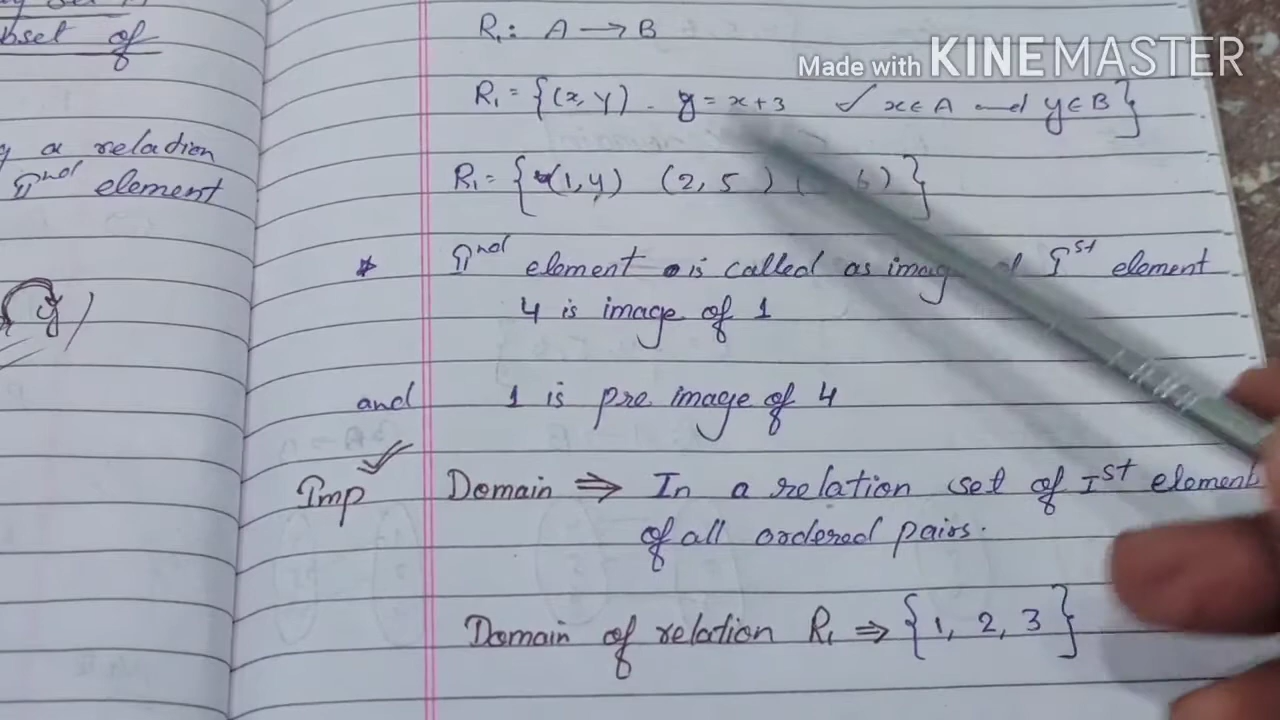 bset of
a relation
IInd element
y
R₁: A → B
Made with KINEMASTER
R₁ = {(x, y) - y = x+3 ✓ x∈A and y∈B}
R₁ = {(1, 4) (2, 5) ( 6)}
* IInd element is called as image Ist element
4 is image of 1
and 1 is pre image of 4
Imp Domain ⇒ In a relation set of Ist element
of all ordered pairs.
Domain of relation R₁ ⇒ {1, 2, 3}